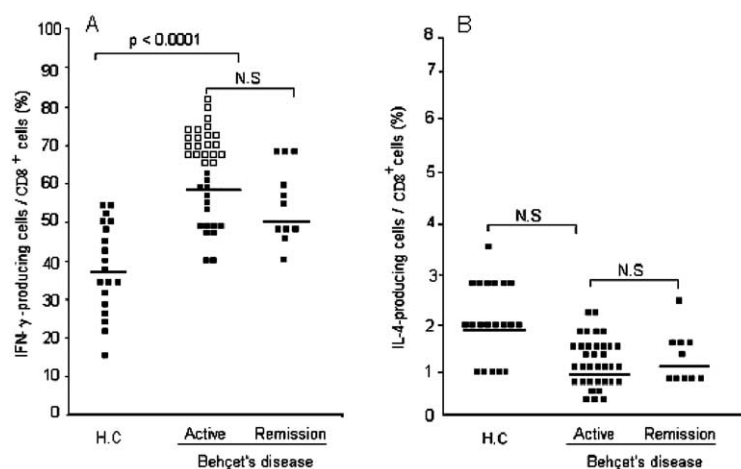 A
p < 0.0001
N.S
IFN-γ-producing cells / CD8 + cells (%)
100
90
80
70
60
50
40
30
20
10
0
H.C
Active
Remission
Behçet's disease
B
N.S
N.S
IL-4-producing cells / CD8+ cells (%)
8
7
6
5
4
3
2
1
0
H.C
Active
Remission
Behçet's disease